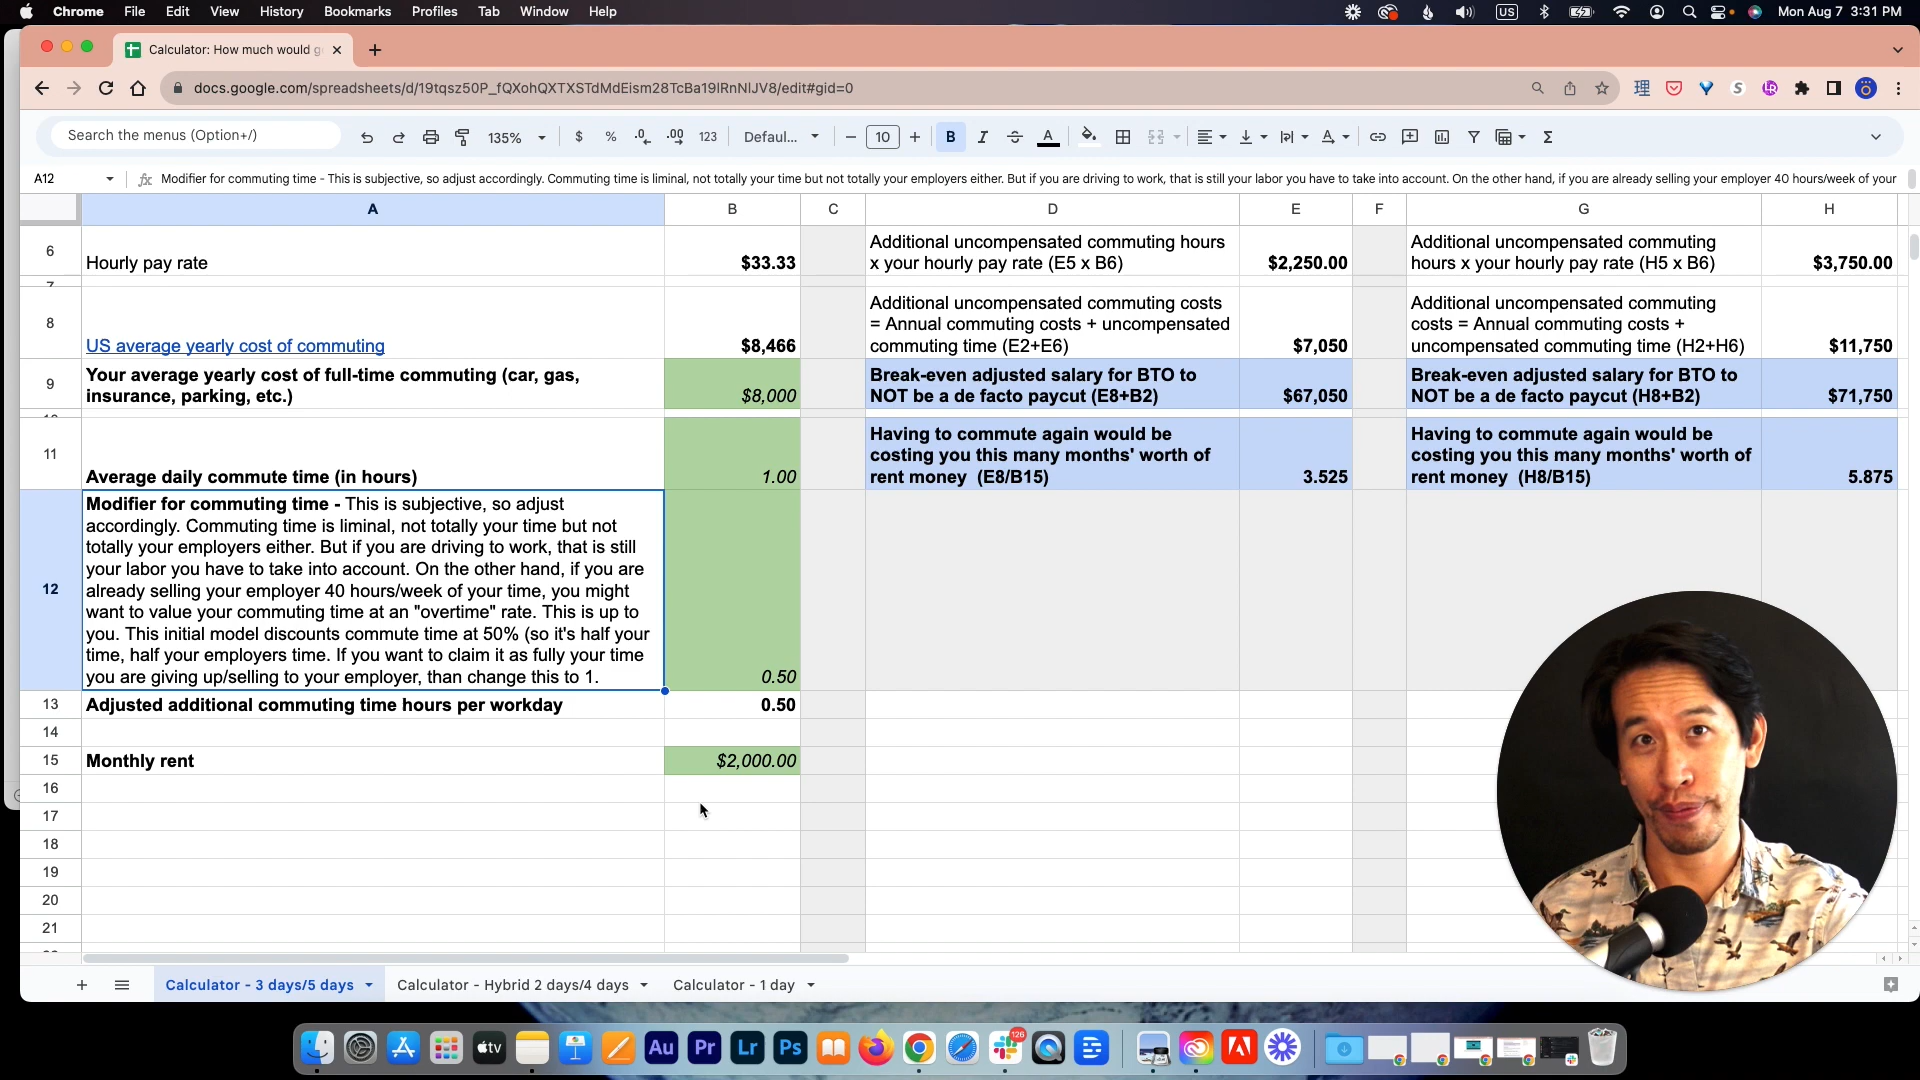 Chrome File Edit View History Bookmarks Profiles Tab Window Help US Mon Aug 7 3:31 PM
Calculator: How much would g
docs.google.com/spreadsheets/d/19tqsz50P_fQXohQXTXSTdMdEism28TcBa19IRnNIJV8/edit#gid=0 理 S LR
Search the menus (Option+/) 135% $ % .0 .00 123 Defaul... 10 B I S A A Σ
A12 fx Modifier for commuting time - This is subjective, so adjust accordingly. Commuting time is liminal, not totally your time but not totally your employers either. But if you are driving to work, that is still your labor you have to take into account. On the other hand, if you are already selling your employer 40 hours/week of your
A B C D E F G H
6
Hourly pay rate
$33.33
Additional uncompensated commuting hours
x your hourly pay rate (E5 x B6)
$2,250.00
Additional uncompensated commuting
hours x your hourly pay rate (H5 x B6)
$3,750.00
7
8
US average yearly cost of commuting
$8,466
Additional uncompensated commuting costs
= Annual commuting costs + uncompensated
commuting time (E2+E6)
$7,050
Additional uncompensated commuting
costs = Annual commuting costs +
uncompensated commuting time (H2+H6)
$11,750
9
Your average yearly cost of full-time commuting (car, gas,
insurance, parking, etc.)
$8,000
Break-even adjusted salary for BTO to
NOT be a de facto paycut (E8+B2)
$67,050
Break-even adjusted salary for BTO to
NOT be a de facto paycut (H8+B2)
$71,750
10
11
Average daily commute time (in hours)
1.00
Having to commute again would be
costing you this many months' worth of
rent money (E8/B15)
3.525
Having to commute again would be
costing you this many months' worth of
rent money (H8/B15)
5.875
12
Modifier for commuting time - This is subjective, so adjust
accordingly. Commuting time is liminal, not totally your time but not
totally your employers either. But if you are driving to work, that is still
your labor you have to take into account. On the other hand, if you are
already selling your employer 40 hours/week of your time, you might
want to value your commuting time at an "overtime" rate. This is up to
you. This initial model discounts commute time at 50% (so it's half your
time, half your employers time. If you want to claim it as fully your time
you are giving up/selling to your employer, than change this to 1.
0.50
13
Adjusted additional commuting time hours per workday
0.50
14
15
Monthly rent
$2,000.00
16
17
18
19
20
21
Calculator - 3 days/5 days Calculator - Hybrid 2 days/4 days Calculator - 1 day
tv Au Pr Lr Ps 126